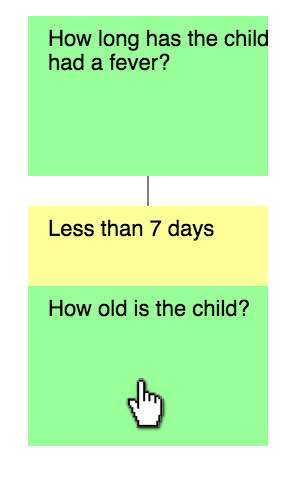 How long has the child
had a fever?
Less than 7 days
How old is the child?